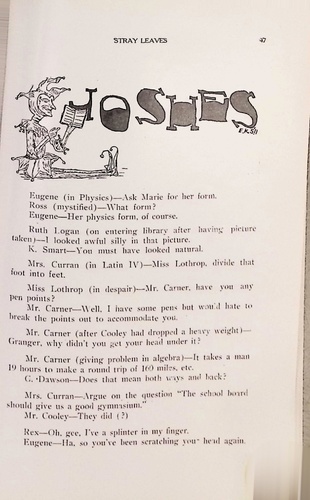 STRAY LEAVES 47
JOSHES
E.K.S11
Eugene (in Physics)—Ask Marie for her form.
Ross (mystified)—What form?
Eugene—Her physics form, of course.
Ruth Logan (on entering library after having picture
taken)—I looked awful silly in that picture.
K. Smart—You must have looked natural.
Mrs. Curran (in Latin IV)—Miss Lothrop, divide that
foot into feet.
Miss Lothrop (in despair)—Mr. Carner, have you any
pen points?
Mr. Carner—Well, I have some pens but would hate to
break the points out to accommodate you.
Mr. Carner (after Cooley had dropped a heavy weight)—
Granger, why didn't you get your head under it?
Mr. Carner (giving problem in algebra)—It takes a man
19 hours to make a round trip of 160 miles, etc.
G. Dawson—Does that mean both ways and back?
Mrs. Curran—Argue on the question "The school board
should give us a good gymnasium."
Mr. Cooley—They did (?)
Rex—Oh, gee, I've a splinter in my finger.
Eugene—Ha, so you've been scratching your head again.